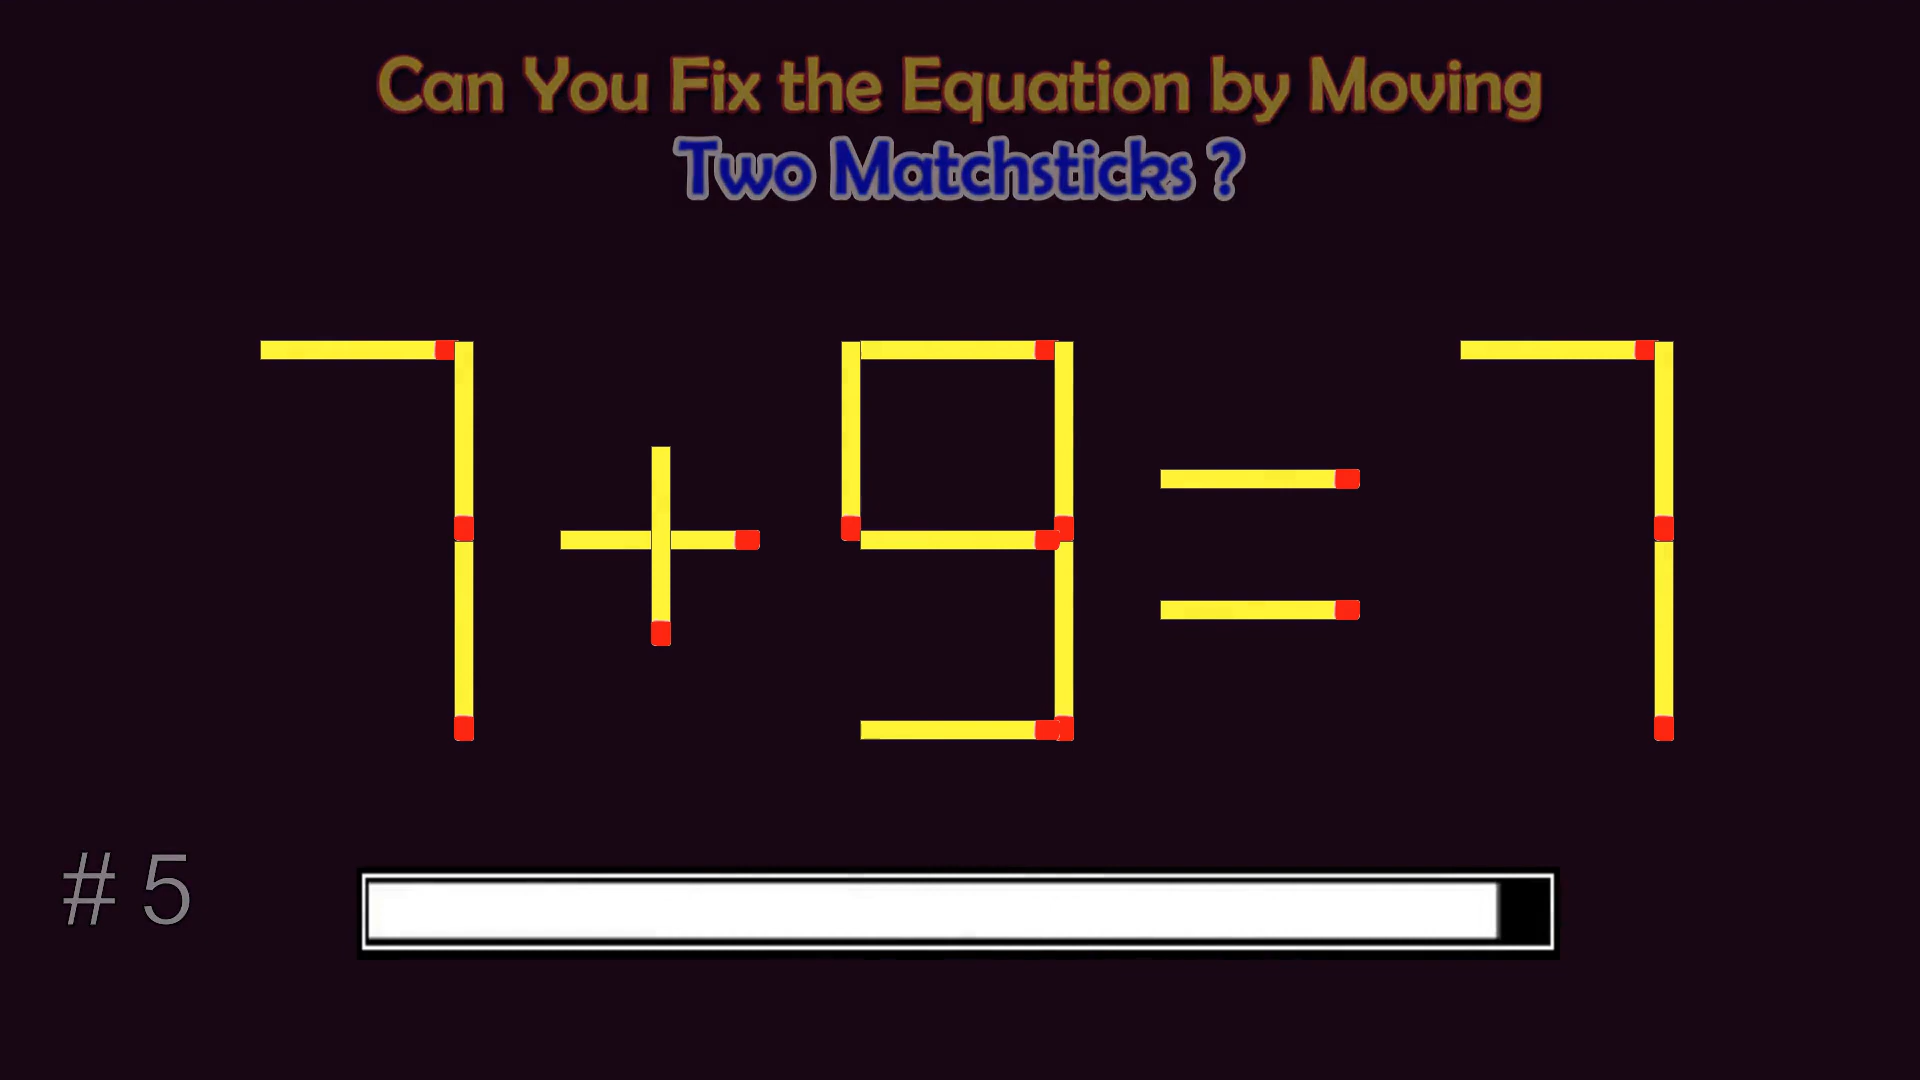 Can You Fix the Equation by Moving
Two Matchsticks ?
7 + 9 = 7
# 5